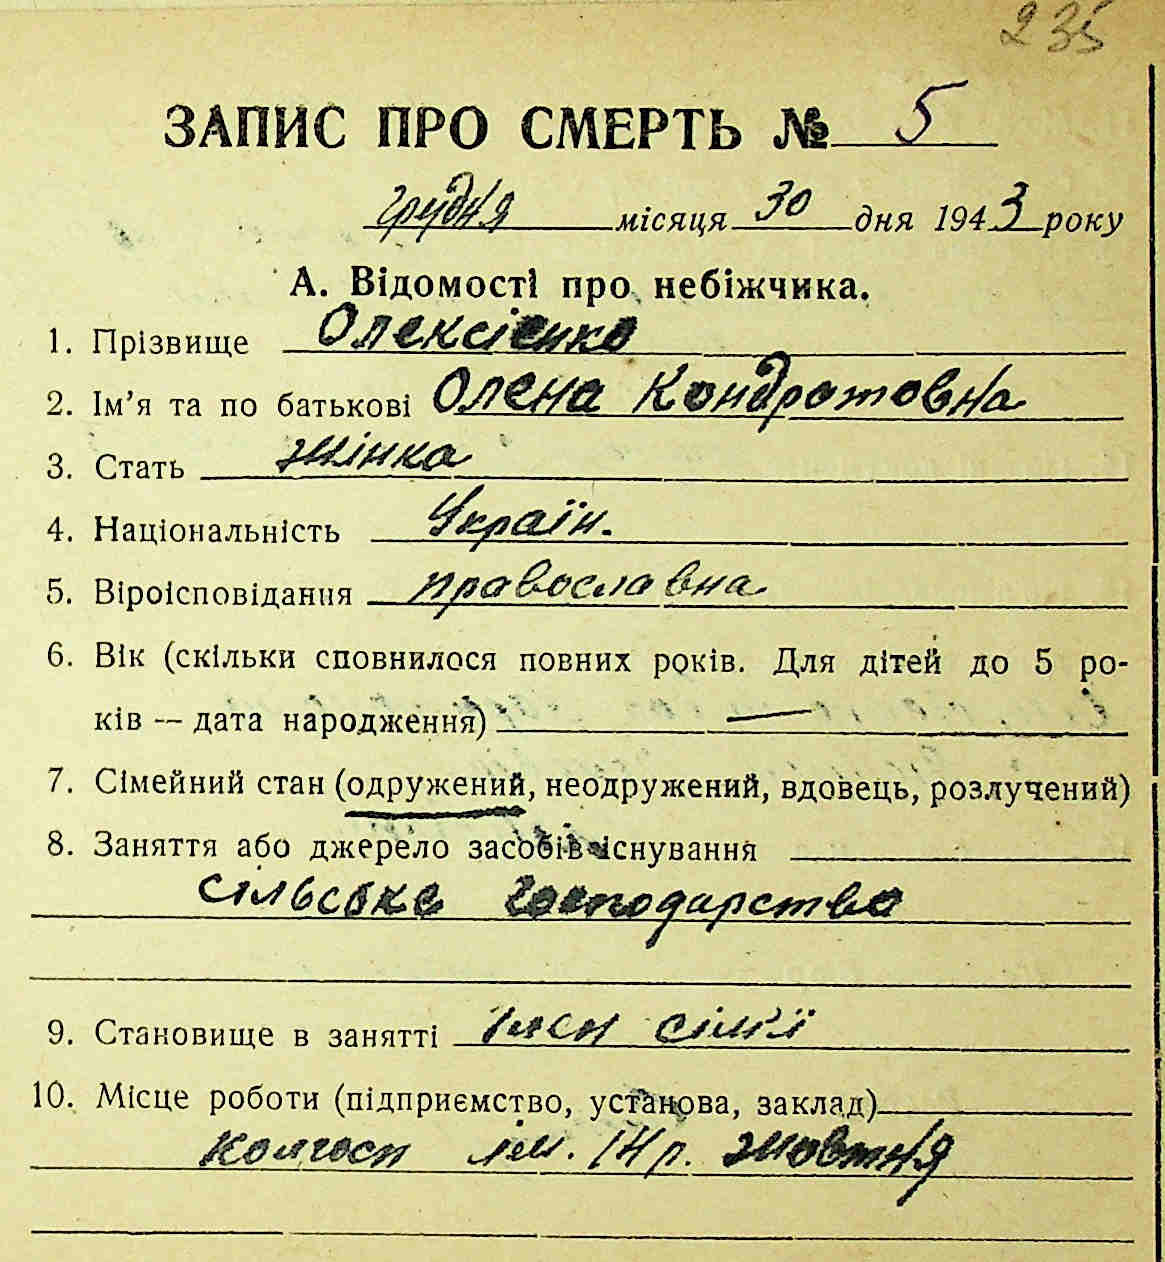 235
ЗАПИС ПРО СМЕРТЬ № 5
грудня місяця 30 дня 1943 року
А. Відомості про небіжчика.
1. Прізвище Олексієнко
2. Ім'я та по батькові Олена Кондратовна
3. Стать жінка
4. Національність Україн.
5. Віроісповідання православна
6. Вік (скільки сповнилося повних років. Для дітей до 5 ро-
ків — дата народження) —
7. Сімейний стан (одружений, неодружений, вдовець, розлучений)
8. Заняття або джерело засобів існування
сільське господарство
9. Становище в занятті член сімї
10. Місце роботи (підприємство, установа, заклад)
колгосп ім. 14 р. жовтня